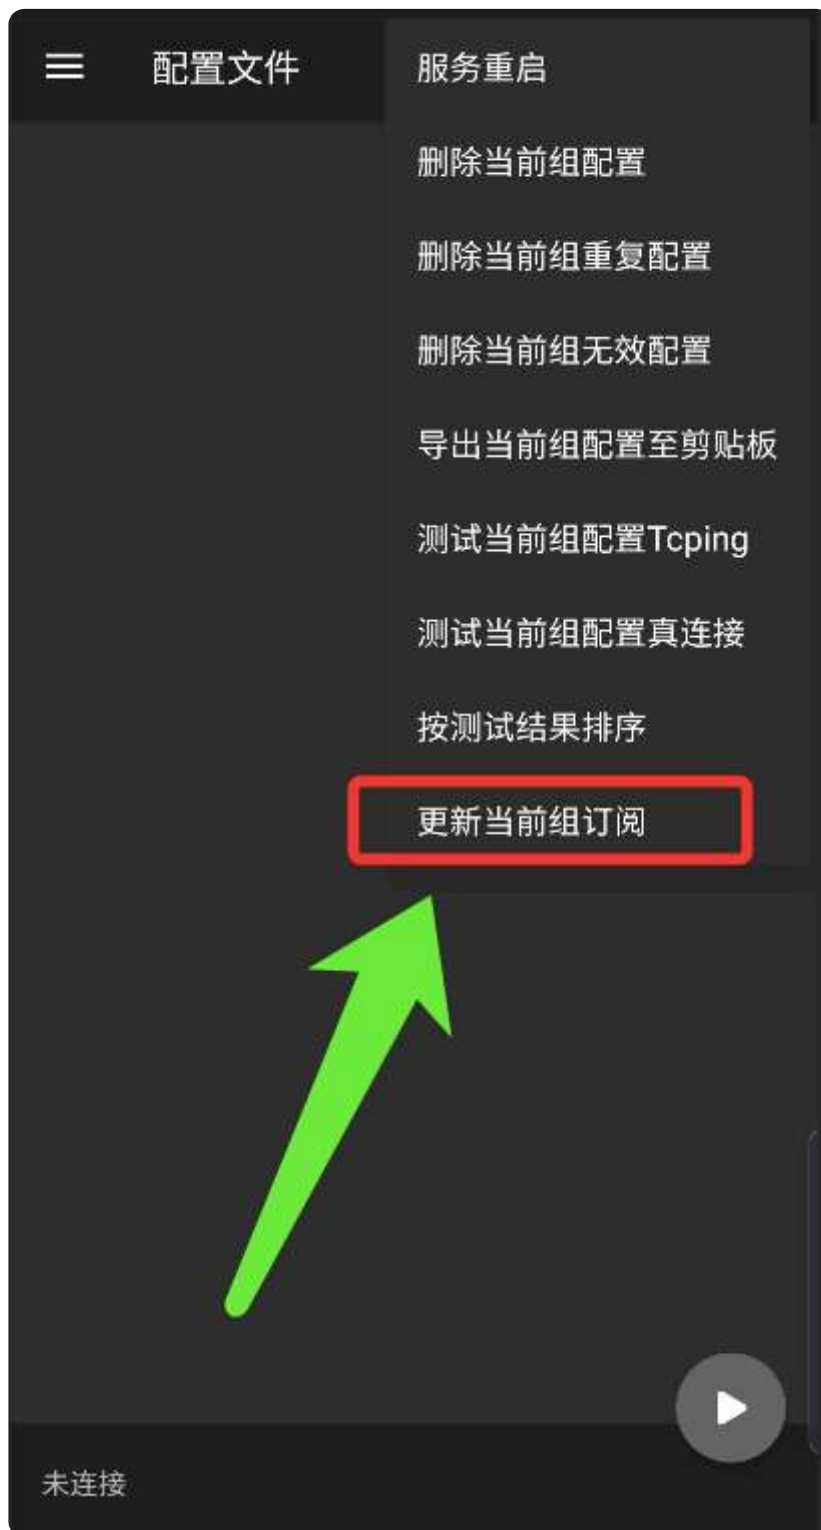 配置文件
服务重启
删除当前组配置
删除当前组重复配置
删除当前组无效配置
导出当前组配置至剪贴板
测试当前组配置Tcping
测试当前组配置真连接
按测试结果排序
更新当前组订阅
未连接